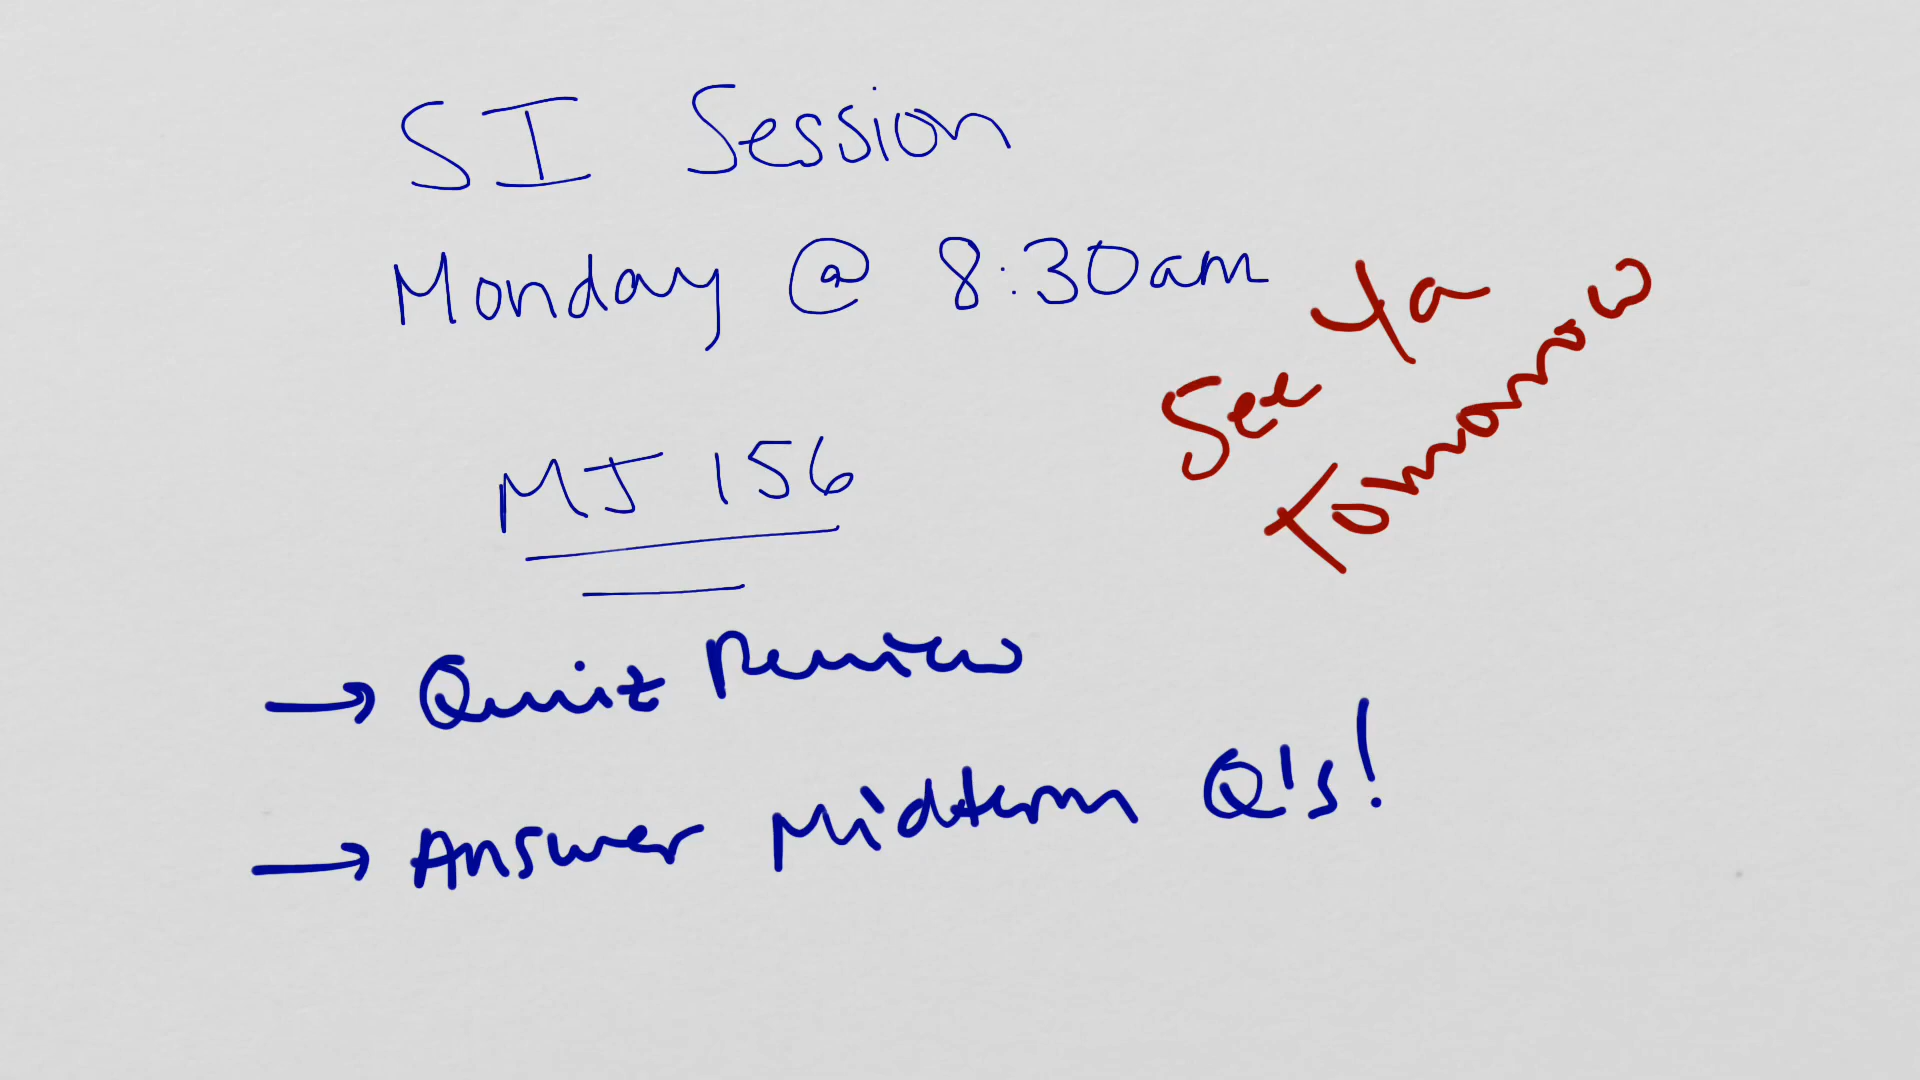 SI Session
Monday @ 8:30am
See Ya
Tomorrow
MJ 156
→ Quiz Review
→ Answer Midterm Q's!